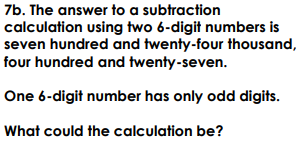 7b. The answer to a subtraction
calculation using two 6-digit numbers is
seven hundred and twenty-four thousand,
four hundred and twenty-seven.
One 6-digit number has only odd digits.
What could the calculation be?